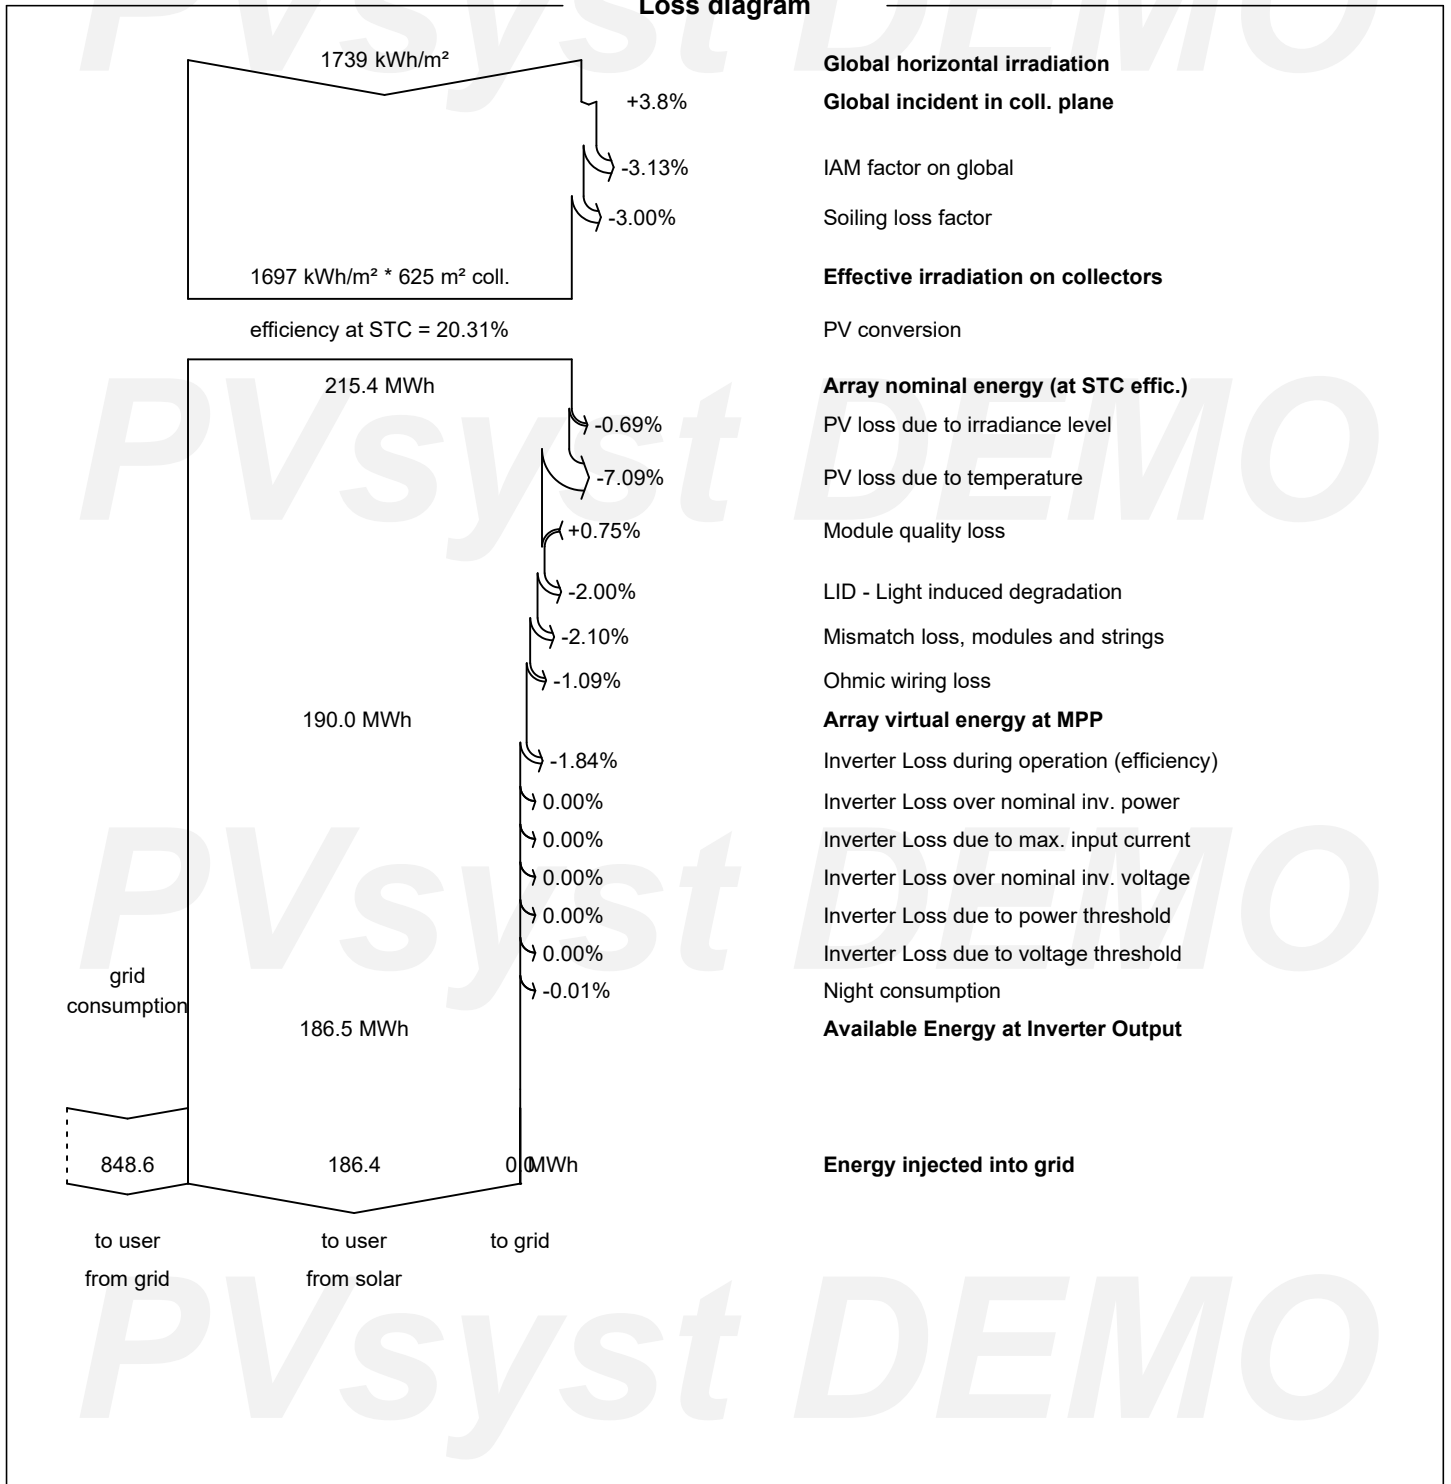 Loss diagram
1739 kWh/m² Global horizontal irradiation
+3.8% Global incident in coll. plane
-3.13% IAM factor on global
-3.00% Soiling loss factor
1697 kWh/m² * 625 m² coll. Effective irradiation on collectors
efficiency at STC = 20.31% PV conversion
215.4 MWh Array nominal energy (at STC effic.)
-0.69% PV loss due to irradiance level
-7.09% PV loss due to temperature
+0.75% Module quality loss
-2.00% LID - Light induced degradation
-2.10% Mismatch loss, modules and strings
-1.09% Ohmic wiring loss
190.0 MWh Array virtual energy at MPP
-1.84% Inverter Loss during operation (efficiency)
0.00% Inverter Loss over nominal inv. power
0.00% Inverter Loss due to max. input current
0.00% Inverter Loss over nominal inv. voltage
0.00% Inverter Loss due to power threshold
0.00% Inverter Loss due to voltage threshold
grid
consumption
-0.01% Night consumption
186.5 MWh Available Energy at Inverter Output
848.6 186.4 0.0 MWh Energy injected into grid
to user to user to grid
from grid from solar
PVsyst DEMO
PVsyst DEMO
PVsyst DEMO
PVsyst DEMO